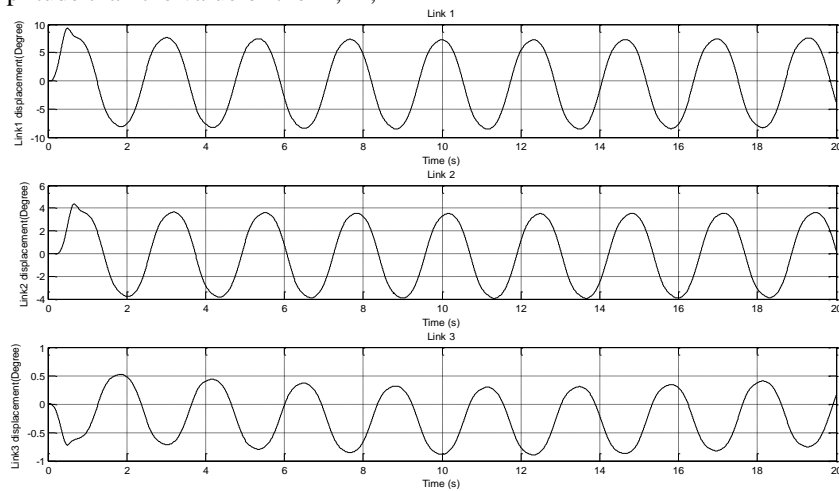 Link 1
Link1 displacement(Degree)
10
5
0
-5
-10
0 2 4 6 8 10 12 14 16 18 20
Time (s)
Link 2
Link2 displacement(Degree)
6
4
2
0
-2
-4
0 2 4 6 8 10 12 14 16 18 20
Time (s)
Link 3
Link3 displacement(Degree)
1
0.5
0
-0.5
-1
0 2 4 6 8 10 12 14 16 18 20
Time (s)